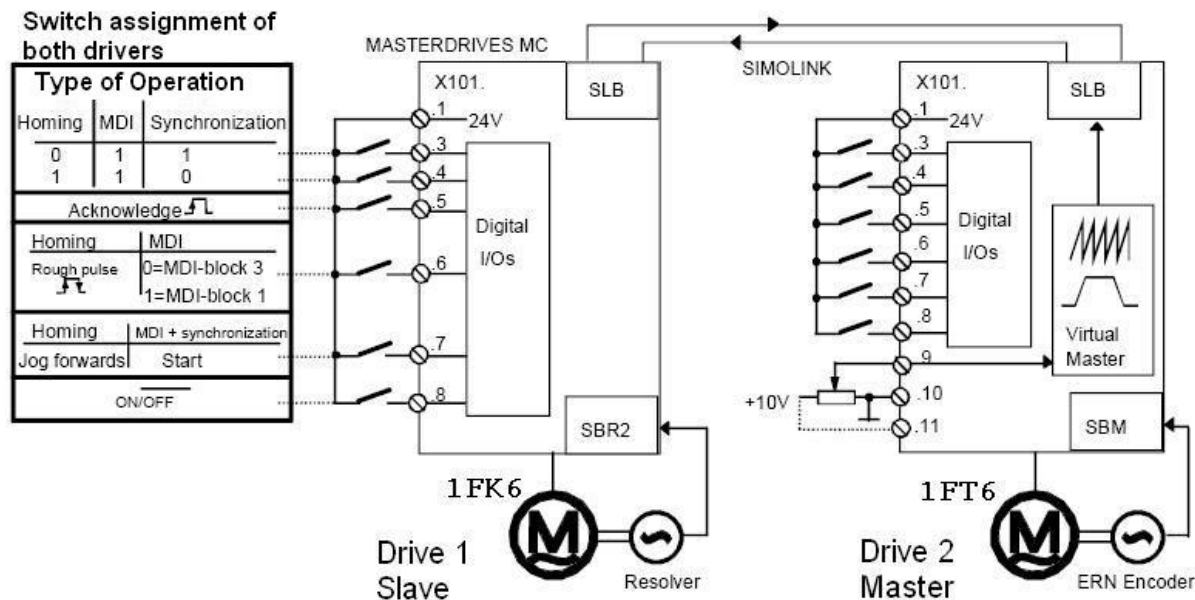 Switch assignment of
both drivers
Type of Operation
Homing MDI Synchronization
0 1 1
1 1 0
Acknowledge
Homing MDI
Rough pulse 0=MDI-block 3
1=MDI-block 1
Homing MDI + synchronization
Jog forwards Start
ON/OFF
MASTERDRIVES MC
X101.
SLB
.1
24V
.3
.4
.5
.6
.7
.8
Digital
I/Os
SBR2
1FK6
M
Drive 1
Slave
Resolver
SIMOLINK
X101.
SLB
.1
24V
.3
.4
.5
.6
.7
.8
.9
.10
.11
Digital
I/Os
+10V
Virtual
Master
SBM
1FT6
M
Drive 2
Master
ERN Encoder